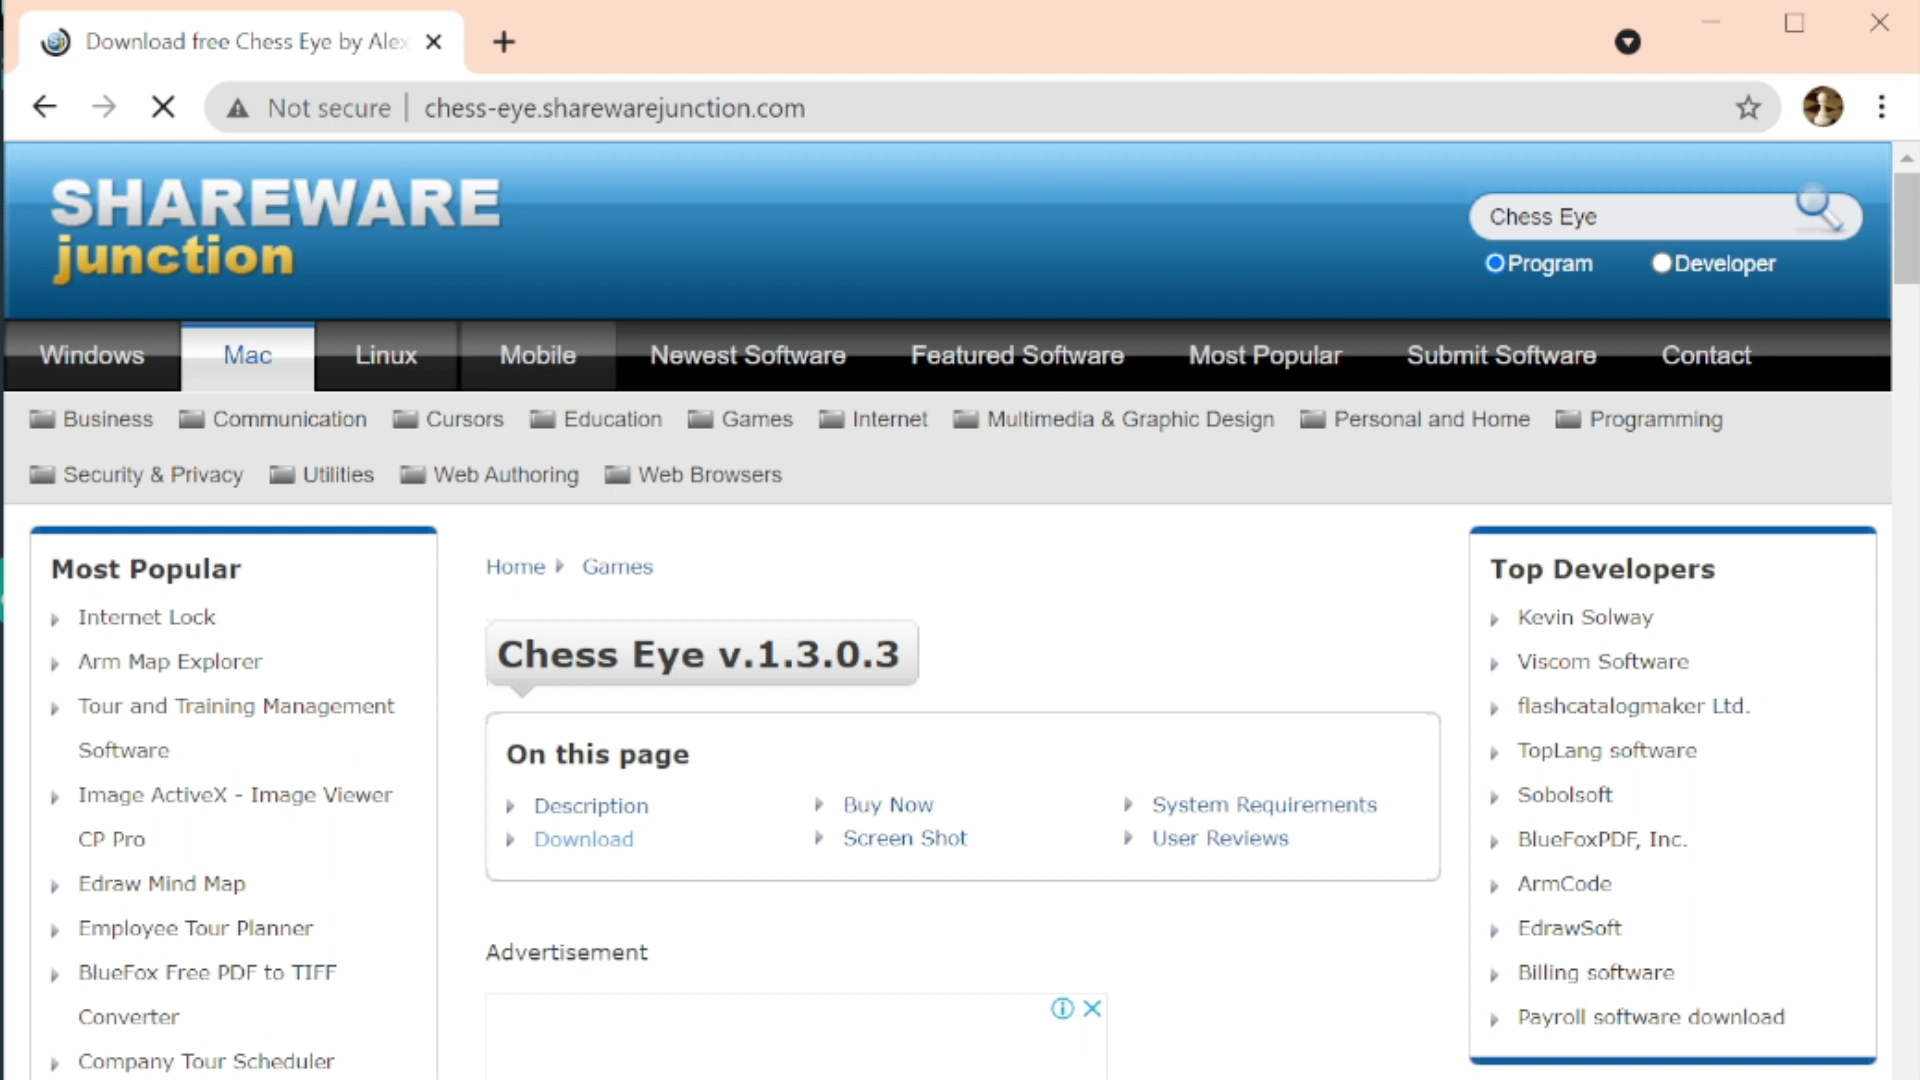 Download free Chess Eye by Alex
Not secure | chess-eye.sharewarejunction.com
SHAREWARE
junction
Chess Eye
Program Developer
Windows Mac Linux Mobile Newest Software Featured Software Most Popular Submit Software Contact
Business Communication Cursors Education Games Internet Multimedia & Graphic Design Personal and Home Programming
Security & Privacy Utilities Web Authoring Web Browsers
Most Popular
Internet Lock
Arm Map Explorer
Tour and Training Management
Software
Image ActiveX - Image Viewer
CP Pro
Edraw Mind Map
Employee Tour Planner
BlueFox Free PDF to TIFF
Converter
Company Tour Scheduler
Home Games
Chess Eye v.1.3.0.3
On this page
Description Buy Now System Requirements
Download Screen Shot User Reviews
Advertisement
Top Developers
Kevin Solway
Viscom Software
flashcatalogmaker Ltd.
TopLang software
Sobolsoft
BlueFoxPDF, Inc.
ArmCode
EdrawSoft
Billing software
Payroll software download